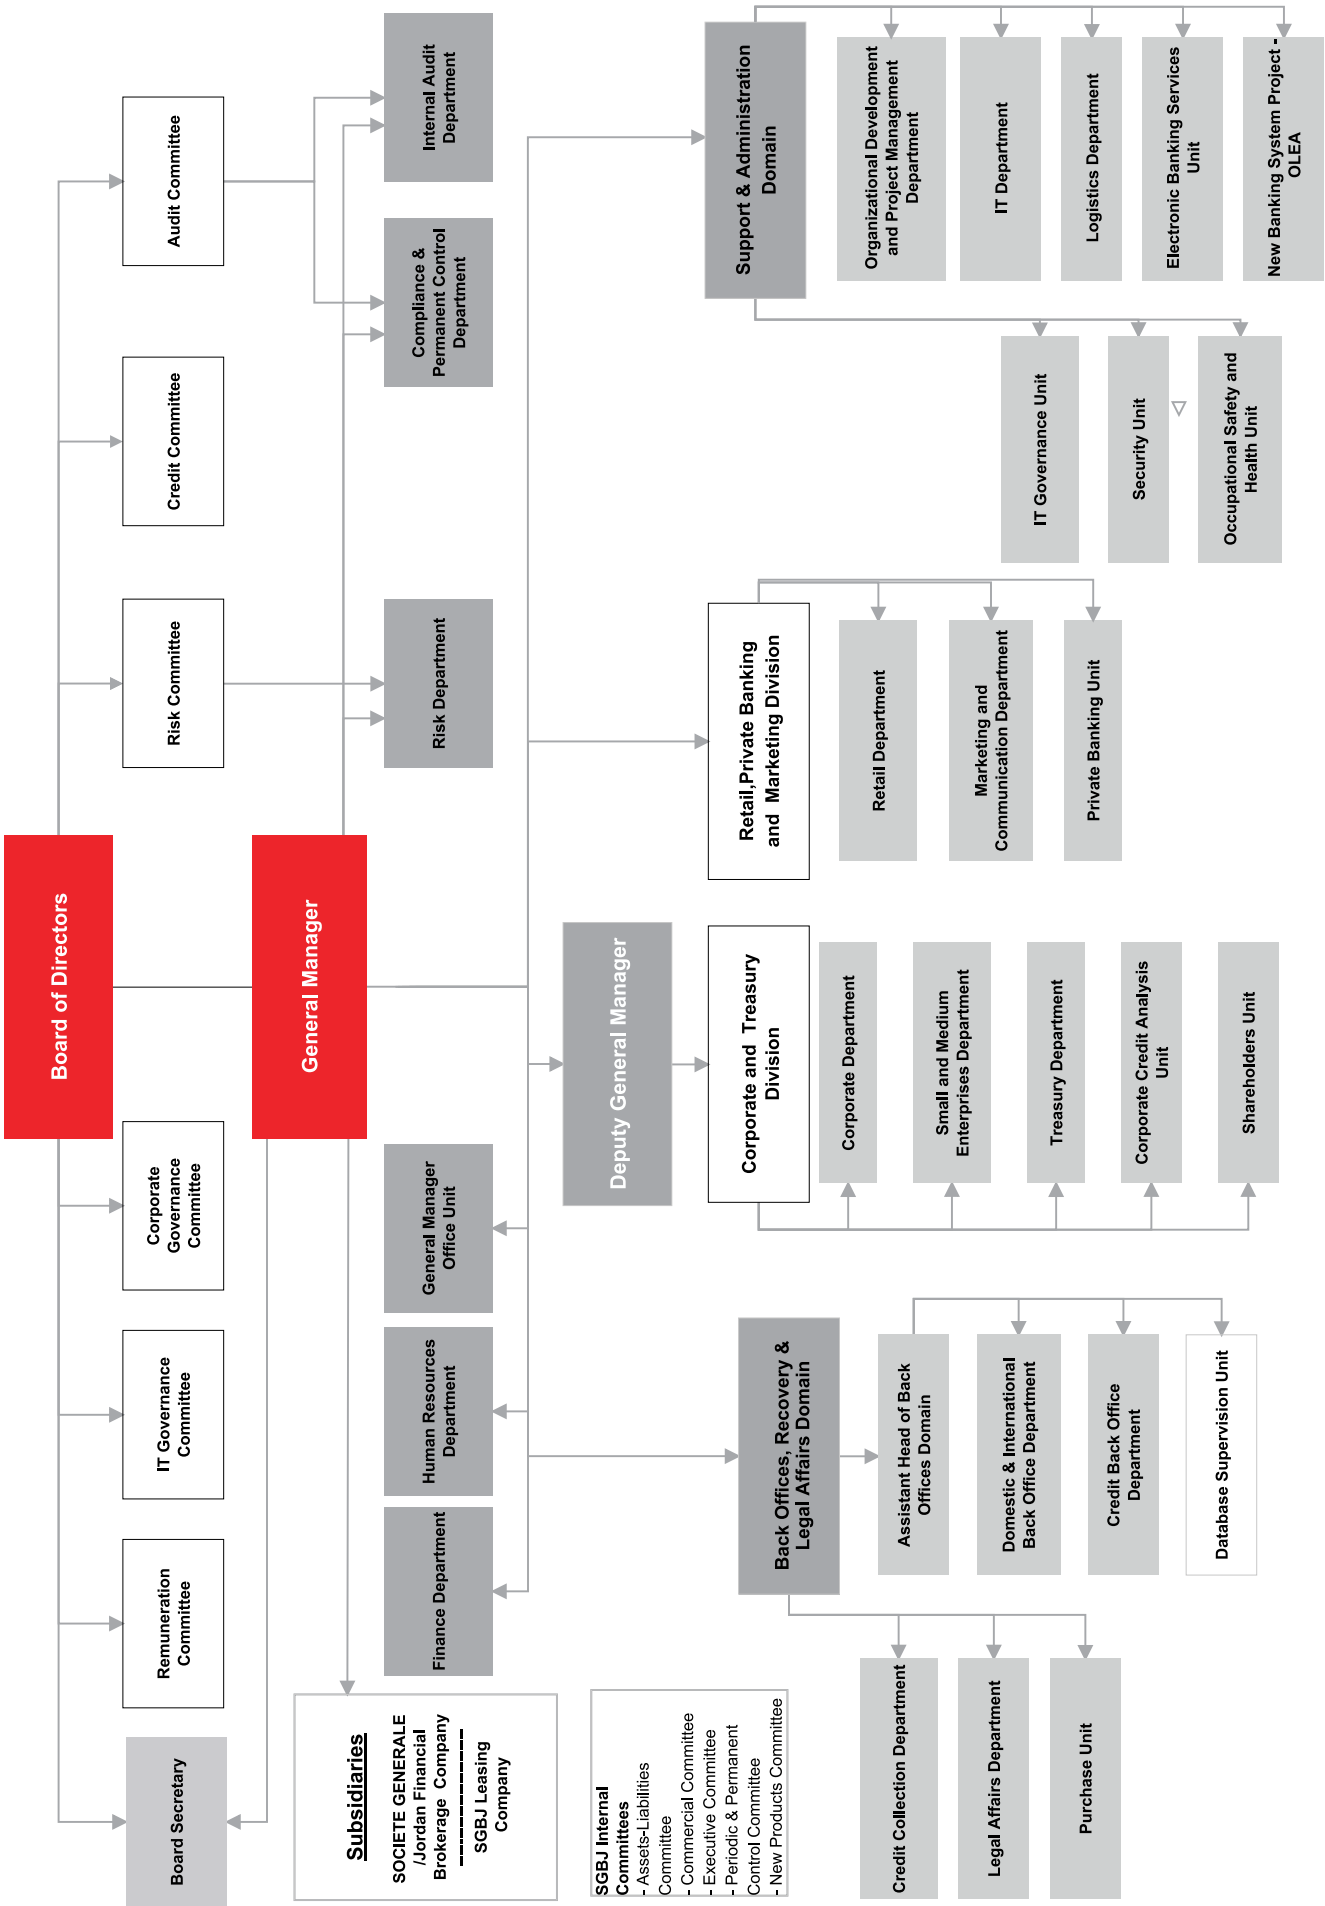 Board of Directors
Board Secretary
Remuneration
Committee
IT Governance
Committee
Corporate
Governance
Committee
Risk Committee
Credit Committee
Audit Committee
General Manager
Subsidiaries
SOCIETE GENERALE
/Jordan Financial
Brokerage Company
-------------
SGBJ Leasing
Company
Finance Department
Human Resources
Department
General Manager
Office Unit
Risk Department
Compliance &
Permanent Control
Department
Internal Audit
Department
Deputy General Manager
SGBJ Internal
Committees
- Assets-Liabilities
Committee
- Commercial Committee
- Executive Committee
- Periodic & Permanent
Control Committee
- New Products Committee
Back Offices, Recovery &
Legal Affairs Domain
Corporate and Treasury
Division
Retail,Private Banking
and Marketing Division
Support & Administration
Domain
Credit Collection Department
Legal Affairs Department
Purchase Unit
Assistant Head of Back
Offices Domain
Domestic & International
Back Office Department
Credit Back Office
Department
Database Supervision Unit
Corporate Department
Small and Medium
Enterprises Department
Treasury Department
Corporate Credit Analysis
Unit
Shareholders Unit
Retail Department
Marketing and
Communication Department
Private Banking Unit
IT Governance Unit
Security Unit
Occupational Safety and
Health Unit
Organizational Development
and Project Management
Department
IT Department
Logistics Department
Electronic Banking Services
Unit
New Banking System Project -
OLEA